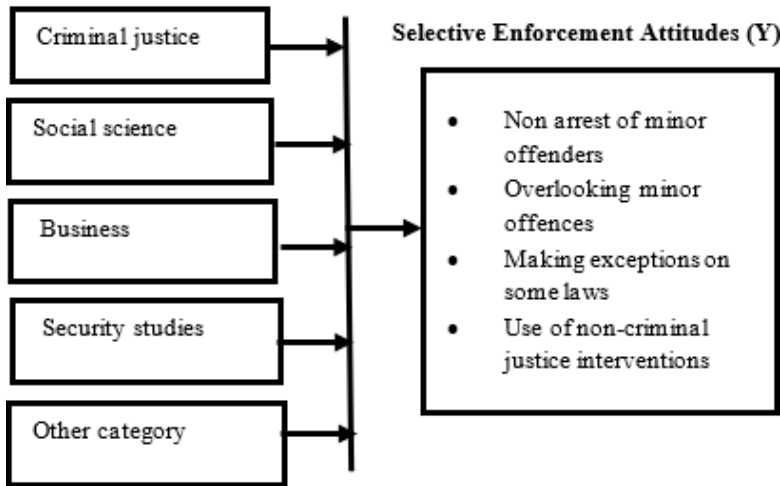 Criminal justice
Social science
Business
Security studies
Other category
Selective Enforcement Attitudes (Y)
• Non arrest of minor
offenders
• Overlooking minor
offences
• Making exceptions on
some laws
• Use of non-criminal
justice interventions